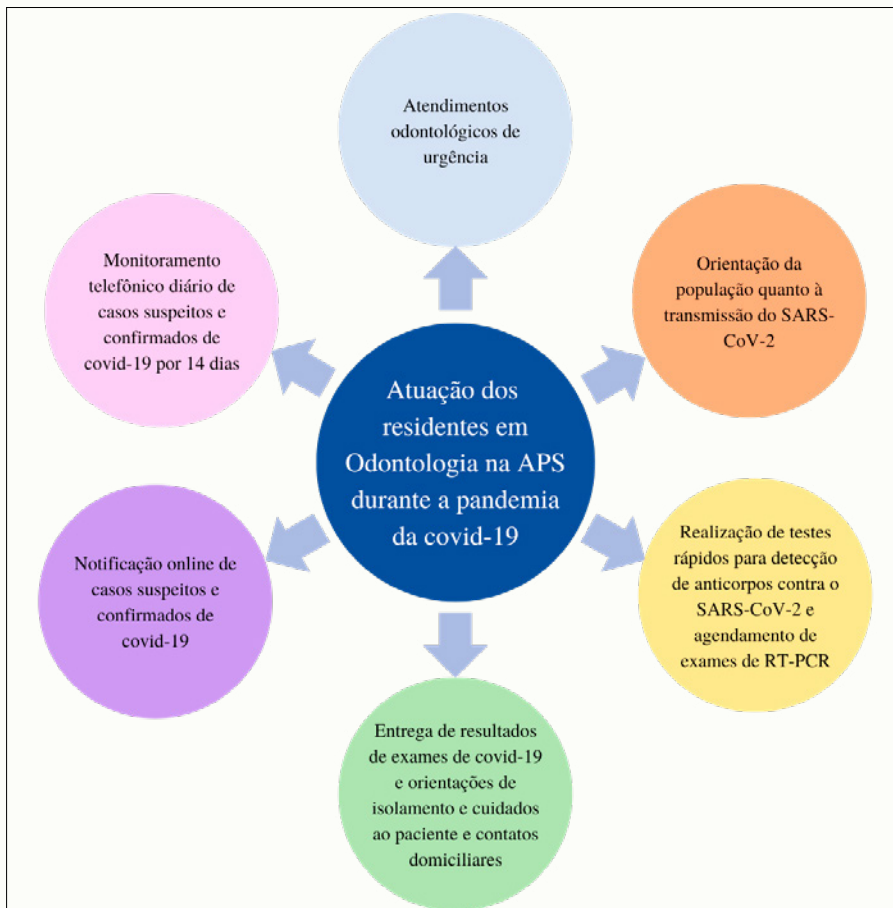 Atendimentos
odontológicos de
urgência
Orientação da
população quanto à
transmissão do SARS-
CoV-2
Realização de testes
rápidos para detecção
de anticorpos contra o
SARS-CoV-2 e
agendamento de
exames de RT-PCR
Entrega de resultados
de exames de covid-19
e orientações de
isolamento e cuidados
ao paciente e contatos
domiciliares
Notificação online de
casos suspeitos e
confirmados de
covid-19
Monitoramento
telefônico diário de
casos suspeitos e
confirmados de
covid-19 por 14 dias
Atuação dos
residentes em
Odontologia na APS
durante a pandemia
da covid-19